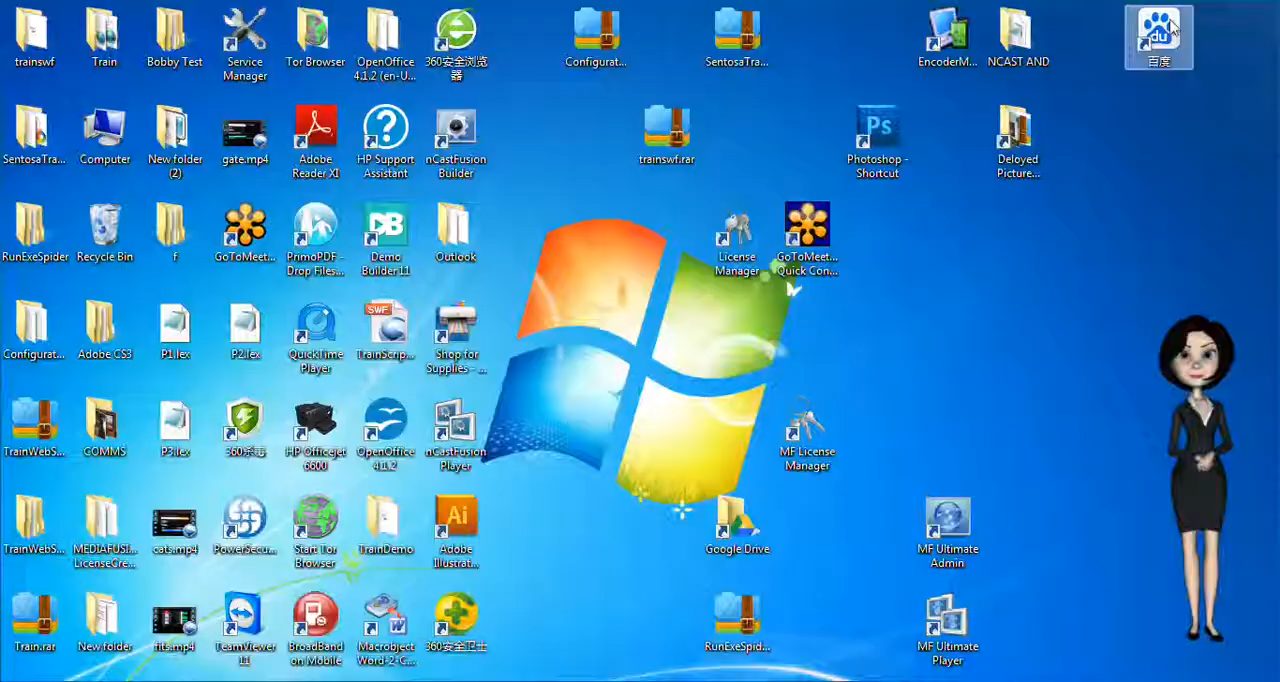 trainswf
Train
Bobby Test
Service
Manager
Tor Browser
OpenOffice
4.1.2 (en-U...
360安全浏览
器
Configurat...
SentosaTra...
EncoderM...
NCAST AND
du
百度
SentosaTra...
Computer
New folder
(2)
gate.mp4
Adobe
Reader XI
HP Support
Assistant
nCastFusion
Builder
trainswf.rar
Ps
Photoshop -
Shortcut
Deloyed
Picture...
RunExeSpider
Recycle Bin
f
GoToMeet...
PrimoPDF -
Drop Files...
DB
Demo
Builder 11
Outlook
License
Manager
GoToMeet...
Quick Con...
Configurat...
Adobe CS3
P1.lex
P2.lex
QuickTime
Player
SWF
TrainScrip...
Shop for
Supplies - ...
TrainWebS...
COMMS
P3.lex
360杀毒
HP Officejet
6600
OpenOffice
4.1.2
nCastFusion
Player
MF License
Manager
TrainWebS...
MEDIAFUSI...
LicenseCre...
cats.mp4
PowerSecu...
Start Tor
Browser
TrainDemo
Ai
Adobe
Illustrat...
Google Drive
MF Ultimate
Admin
Train.rar
New folder
fits.mp4
TeamViewer
11
BroadBand
on Mobile
W
Macrobject
Word-2-C...
360安全卫士
RunExeSpid...
MF Ultimate
Player